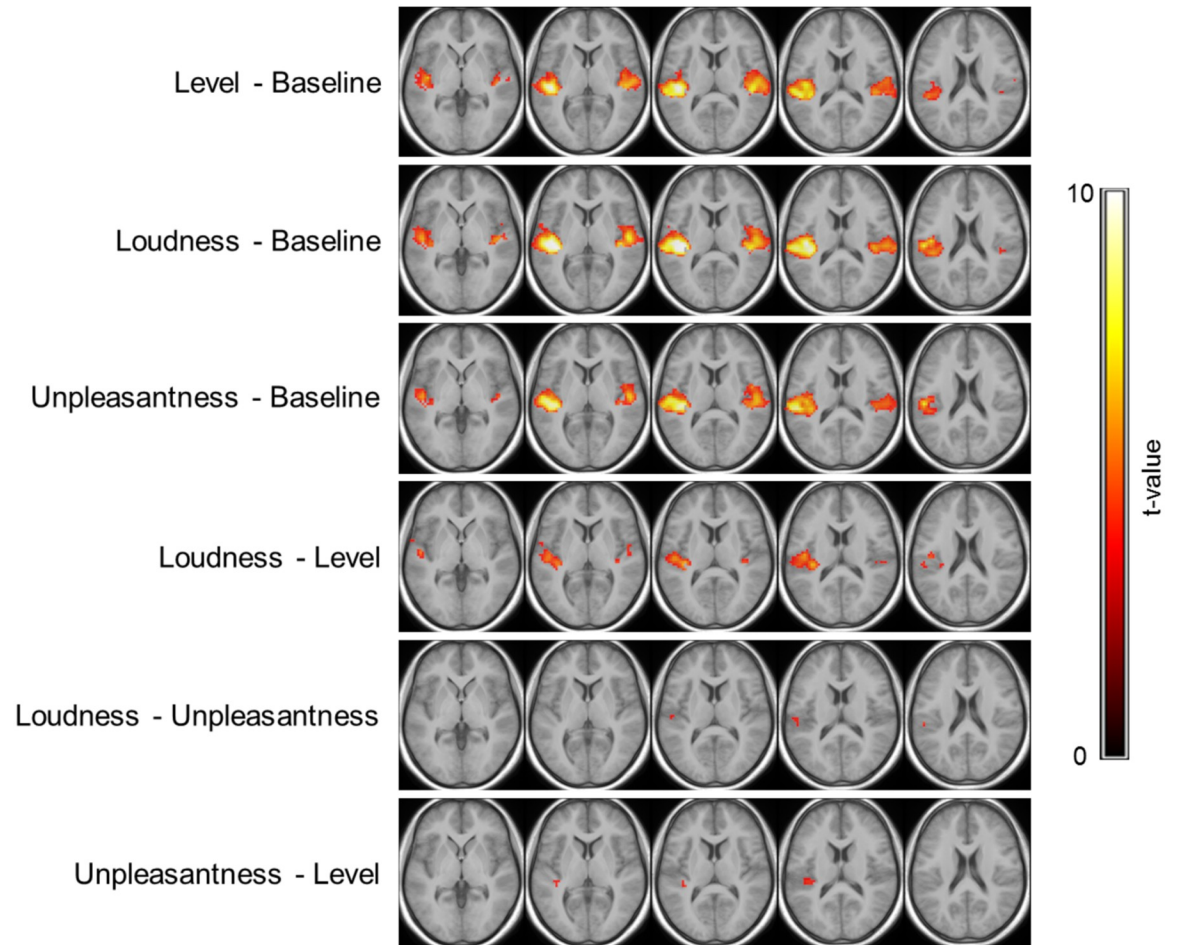 Level - Baseline
Loudness - Baseline
10
Unpleasantness - Baseline
t-value
Loudness - Level
Loudness - Unpleasantness
0
Unpleasantness - Level